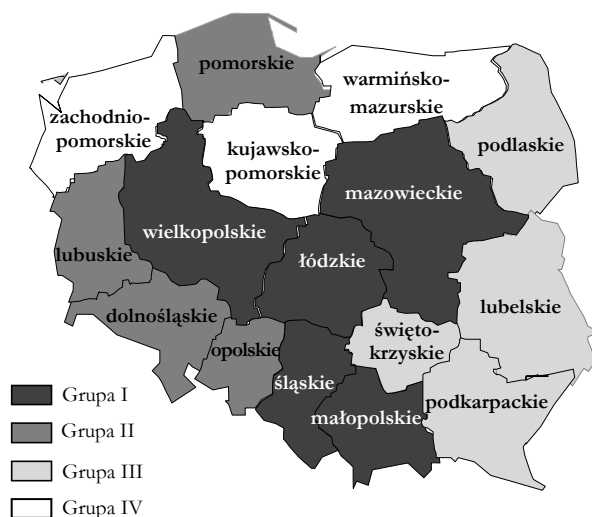 pomorskie
warmińsko-
mazurskie
zachodnio-
pomorskie
kujawsko-
pomorskie
podlaskie
mazowieckie
wielkopolskie
lubuskie
łódzkie
lubelskie
dolnośląskie
święto-
krzyskie
opolskie
śląskie
podkarpackie
małopolskie
Grupa I
Grupa II
Grupa III
Grupa IV